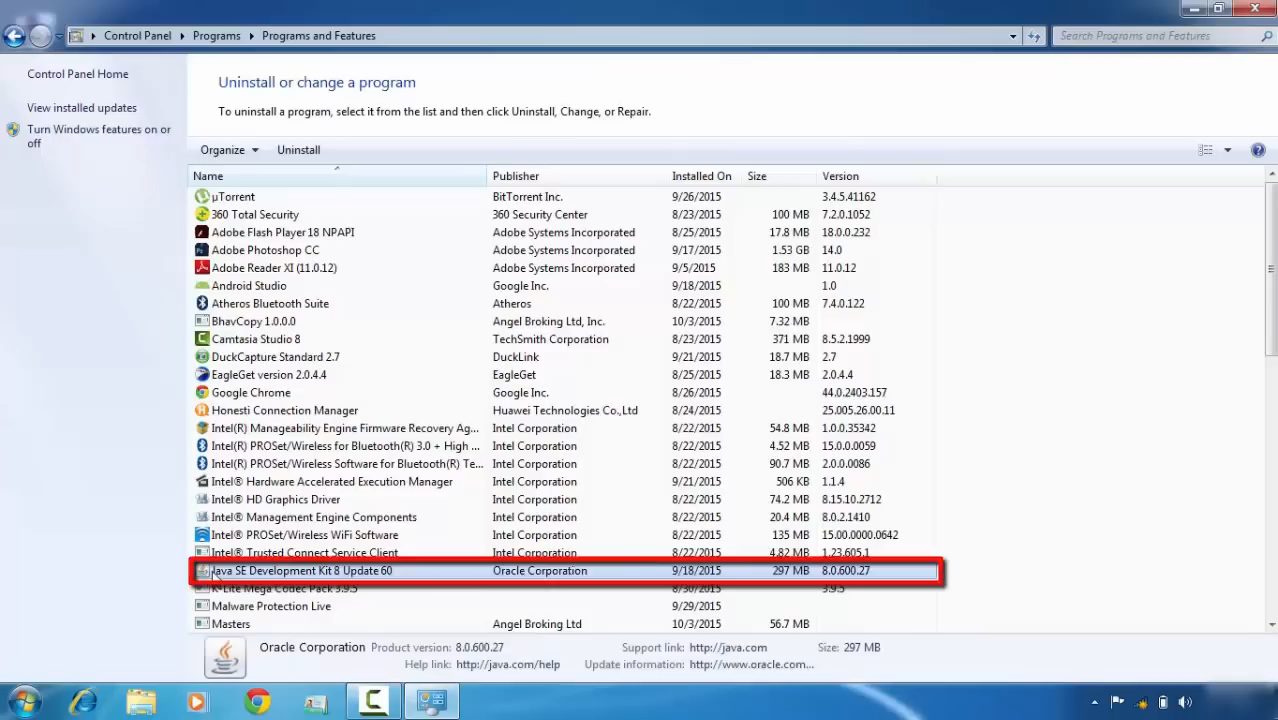 Control Panel Programs Programs and Features Search Programs and Features
Control Panel Home
View installed updates
Turn Windows features on or
off
Uninstall or change a program
To uninstall a program, select it from the list and then click Uninstall, Change, or Repair.
Organize Uninstall
Name Publisher Installed On Size Version
µTorrent BitTorrent Inc. 9/26/2015 3.4.5.41162
360 Total Security 360 Security Center 8/23/2015 100 MB 7.2.0.1052
Adobe Flash Player 18 NPAPI Adobe Systems Incorporated 8/25/2015 17.8 MB 18.0.0.232
Adobe Photoshop CC Adobe Systems Incorporated 9/17/2015 1.53 GB 14.0
Adobe Reader XI (11.0.12) Adobe Systems Incorporated 9/5/2015 183 MB 11.0.12
Android Studio Google Inc. 9/18/2015 1.0
Atheros Bluetooth Suite Atheros 8/22/2015 100 MB 7.4.0.122
BhavCopy 1.0.0.0 Angel Broking Ltd, Inc. 10/3/2015 7.32 MB
Camtasia Studio 8 TechSmith Corporation 8/23/2015 371 MB 8.5.2.1999
DuckCapture Standard 2.7 DuckLink 9/21/2015 18.7 MB 2.7
EagleGet version 2.0.4.4 EagleGet 8/25/2015 18.3 MB 2.0.4.4
Google Chrome Google Inc. 8/26/2015 44.0.2403.157
Honesti Connection Manager Huawei Technologies Co.,Ltd 8/24/2015 25.005.26.00.11
Intel(R) Manageability Engine Firmware Recovery Ag... Intel Corporation 8/22/2015 54.8 MB 1.0.0.35342
Intel(R) PROSet/Wireless for Bluetooth(R) 3.0 + High ... Intel Corporation 8/22/2015 4.52 MB 15.0.0.0059
Intel(R) PROSet/Wireless Software for Bluetooth(R) Te... Intel Corporation 8/22/2015 90.7 MB 2.0.0.0086
Intel® Hardware Accelerated Execution Manager Intel Corporation 9/21/2015 506 KB 1.1.4
Intel® HD Graphics Driver Intel Corporation 8/22/2015 74.2 MB 8.15.10.2712
Intel® Management Engine Components Intel Corporation 8/22/2015 20.4 MB 8.0.2.1410
Intel® PROSet/Wireless WiFi Software Intel Corporation 8/22/2015 135 MB 15.00.0000.0642
Intel® Trusted Connect Service Client Intel Corporation 8/22/2015 4.82 MB 1.23.605.1
Java SE Development Kit 8 Update 60 Oracle Corporation 9/18/2015 297 MB 8.0.600.27
K-Lite Mega Codec Pack 3.9.5 8/30/2015 3.9.5
Malware Protection Live 9/29/2015
Masters Angel Broking Ltd 10/3/2015 56.7 MB
Oracle Corporation Product version: 8.0.600.27 Support link: http://java.com Size: 297 MB
Help link: http://java.com/help Update information: http://www.oracle.com...